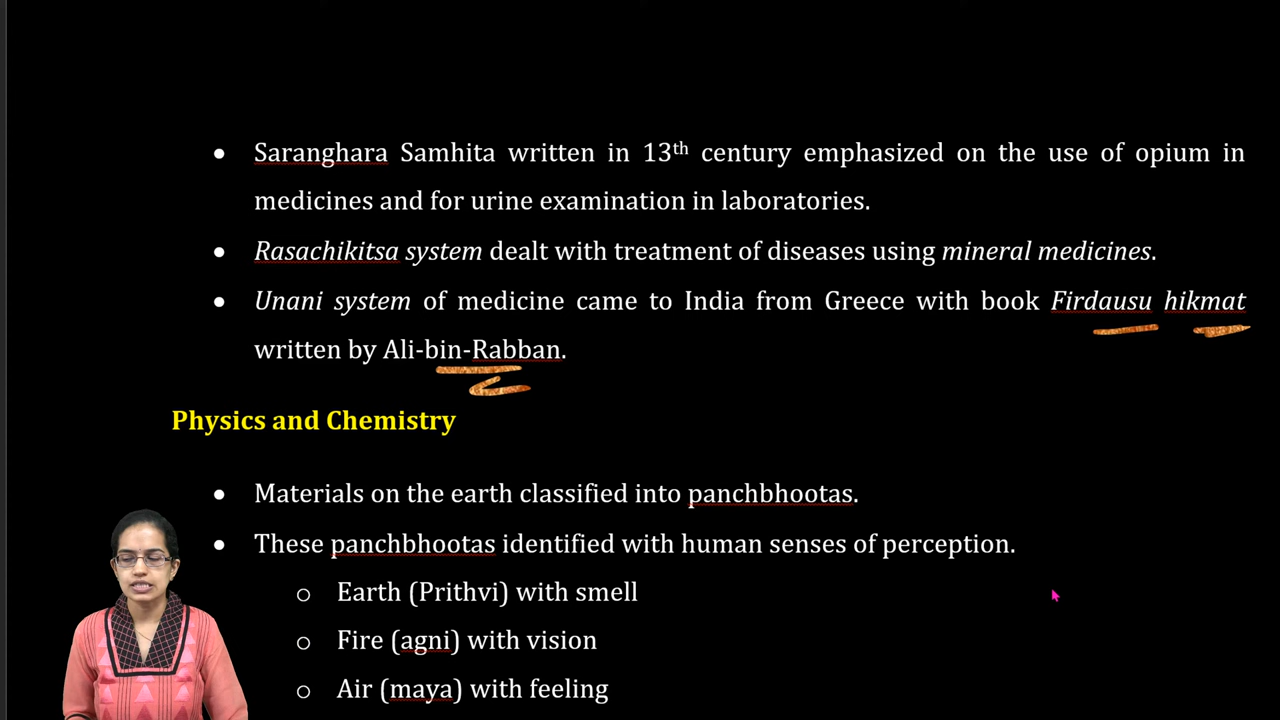 • Saranghara Samhita written in 13th century emphasized on the use of opium in
medicines and for urine examination in laboratories.
• Rasachikitsa system dealt with treatment of diseases using mineral medicines.
• Unani system of medicine came to India from Greece with book Firdausu hikmat
written by Ali-bin-Rabban.
Physics and Chemistry
• Materials on the earth classified into panchbhootas.
• These panchbhootas identified with human senses of perception.
o Earth (Prithvi) with smell
o Fire (agni) with vision
o Air (maya) with feeling